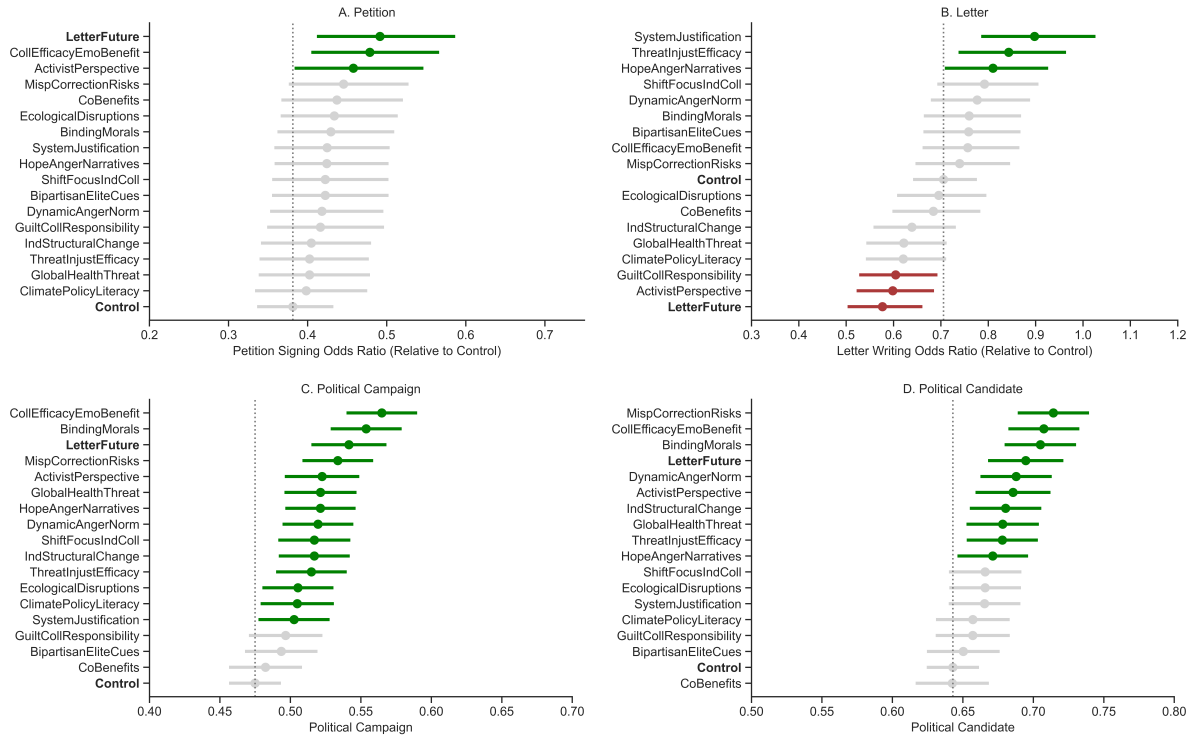 A. Petition
LetterFuture
CollEfficacyEmoBenefit
ActivistPerspective
MispCorrectionRisks
CoBenefits
EcologicalDisruptions
BindingMorals
SystemJustification
HopeAngerNarratives
ShiftFocusIndColl
BipartisanEliteCues
DynamicAngerNorm
GuiltCollResponsibility
IndStructuralChange
ThreatInjustEfficacy
GlobalHealthThreat
ClimatePolicyLiteracy
Control
0.2 0.3 0.4 0.5 0.6 0.7
Petition Signing Odds Ratio (Relative to Control)
B. Letter
SystemJustification
ThreatInjustEfficacy
HopeAngerNarratives
ShiftFocusIndColl
DynamicAngerNorm
BindingMorals
BipartisanEliteCues
CollEfficacyEmoBenefit
MispCorrectionRisks
Control
EcologicalDisruptions
CoBenefits
IndStructuralChange
GlobalHealthThreat
ClimatePolicyLiteracy
GuiltCollResponsibility
ActivistPerspective
LetterFuture
0.3 0.4 0.5 0.6 0.7 0.8 0.9 1.0 1.1 1.2
Letter Writing Odds Ratio (Relative to Control)
C. Political Campaign
CollEfficacyEmoBenefit
BindingMorals
LetterFuture
MispCorrectionRisks
ActivistPerspective
GlobalHealthThreat
HopeAngerNarratives
DynamicAngerNorm
ShiftFocusIndColl
IndStructuralChange
ThreatInjustEfficacy
EcologicalDisruptions
ClimatePolicyLiteracy
SystemJustification
GuiltCollResponsibility
BipartisanEliteCues
CoBenefits
Control
0.40 0.45 0.50 0.55 0.60 0.65 0.70
Political Campaign
D. Political Candidate
MispCorrectionRisks
CollEfficacyEmoBenefit
BindingMorals
LetterFuture
DynamicAngerNorm
ActivistPerspective
IndStructuralChange
GlobalHealthThreat
ThreatInjustEfficacy
HopeAngerNarratives
ShiftFocusIndColl
EcologicalDisruptions
SystemJustification
ClimatePolicyLiteracy
GuiltCollResponsibility
BipartisanEliteCues
Control
CoBenefits
0.50 0.55 0.60 0.65 0.70 0.75 0.80
Political Candidate